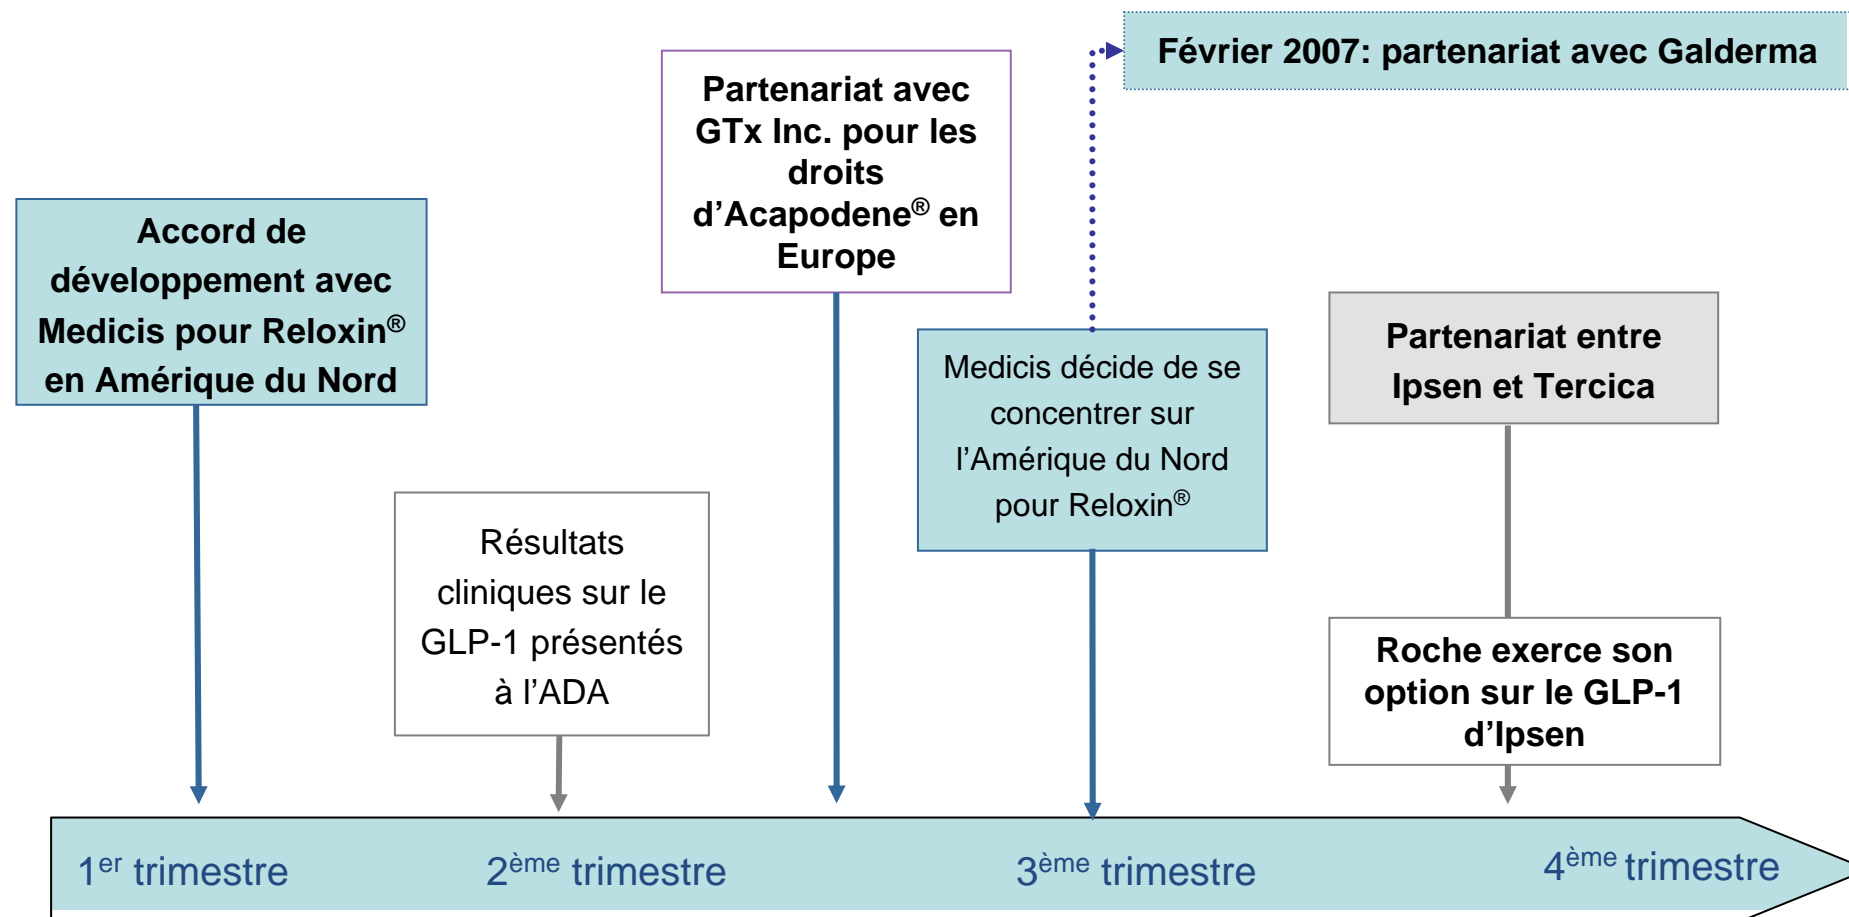 Février 2007: partenariat avec Galderma
Partenariat avec
GTx Inc. pour les
droits
d’Acapodene® en
Europe
Accord de
développement avec
Medicis pour Reloxin®
en Amérique du Nord
Medicis décide de se
concentrer sur
l’Amérique du Nord
pour Reloxin®
Partenariat entre
Ipsen et Tercica
Résultats
cliniques sur le
GLP-1 présentés
à l’ADA
Roche exerce son
option sur le GLP-1
d’Ipsen
1er trimestre
2ème trimestre
3ème trimestre
4ème trimestre